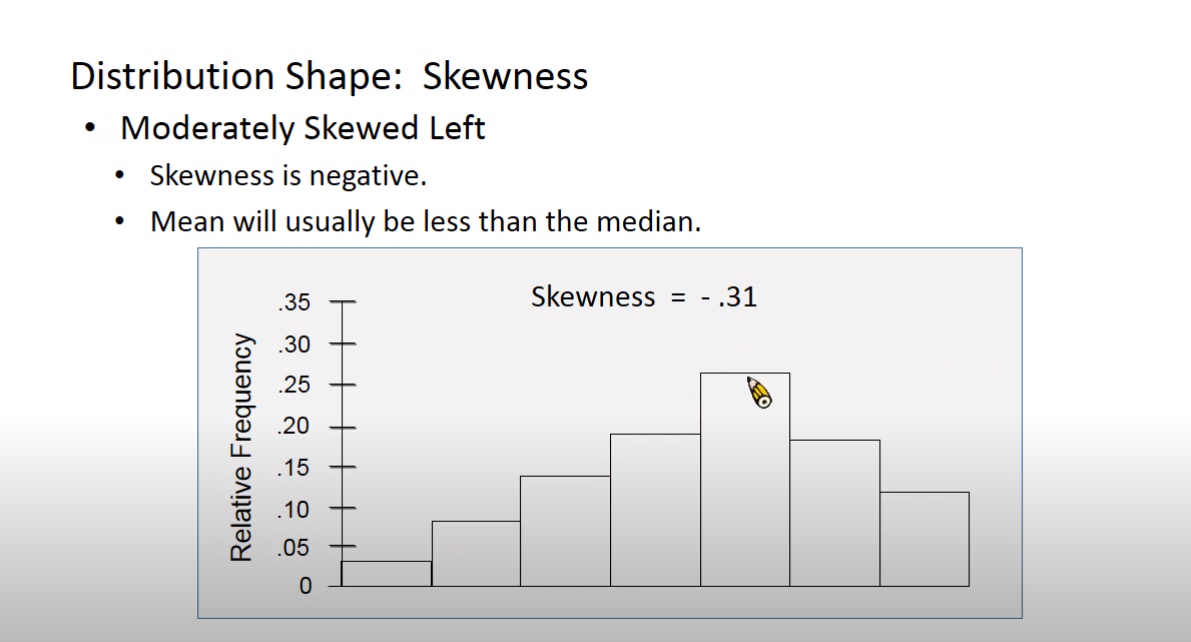 Distribution Shape: Skewness
• Moderately Skewed Left
• Skewness is negative.
• Mean will usually be less than the median.
Skewness = - .31
Relative Frequency
.35
.30
.25
.20
.15
.10
.05
0